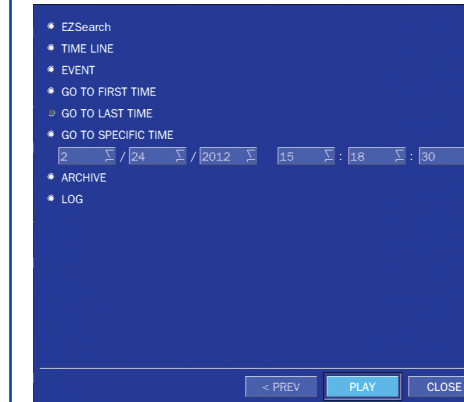 EZSearch
TIME LINE
EVENT
GO TO FIRST TIME
GO TO LAST TIME
GO TO SPECIFIC TIME
2 / 24 / 2012 15 : 18 : 30
ARCHIVE
LOG
< PREV PLAY CLOSE